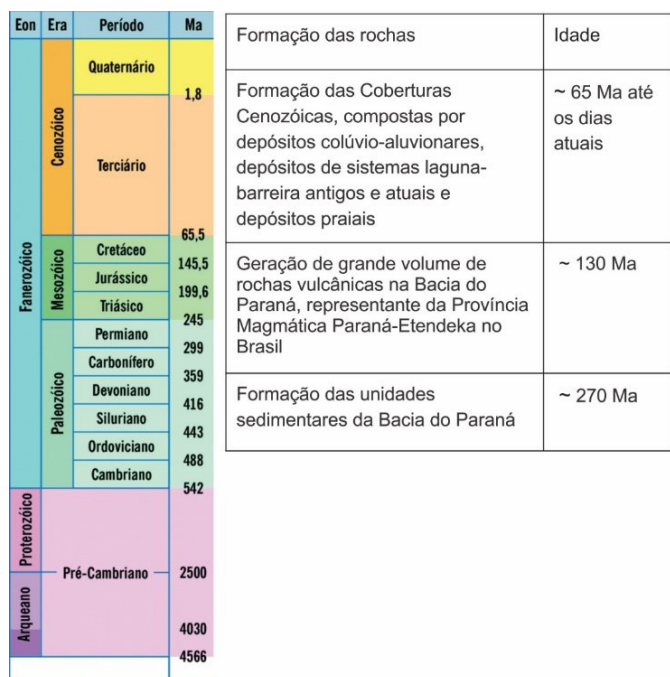 Eon Era Período Ma
Quaternário
1,8
Cenozóico
Terciário
65,5
Fanerozóico
Mesozóico
Cretáceo
145,5
Jurássico
199,6
Triásico
245
Paleozóico
Permiano
299
Carbonífero
359
Devoniano
416
Siluriano
443
Ordoviciano
488
Cambriano
542
Proterozóico
Pré-Cambriano
2500
Arqueano
4030
4566
Formação das rochas
Idade
Formação das Coberturas
Cenozóicas, compostas por
depósitos colúvio-aluvionares,
depósitos de sistemas laguna-
barreira antigos e atuais e
depósitos praiais
~ 65 Ma até
os dias
atuais
Geração de grande volume de
rochas vulcânicas na Bacia do
Paraná, representante da Província
Magmática Paraná-Etendeka no
Brasil
~ 130 Ma
Formação das unidades
sedimentares da Bacia do Paraná
~ 270 Ma